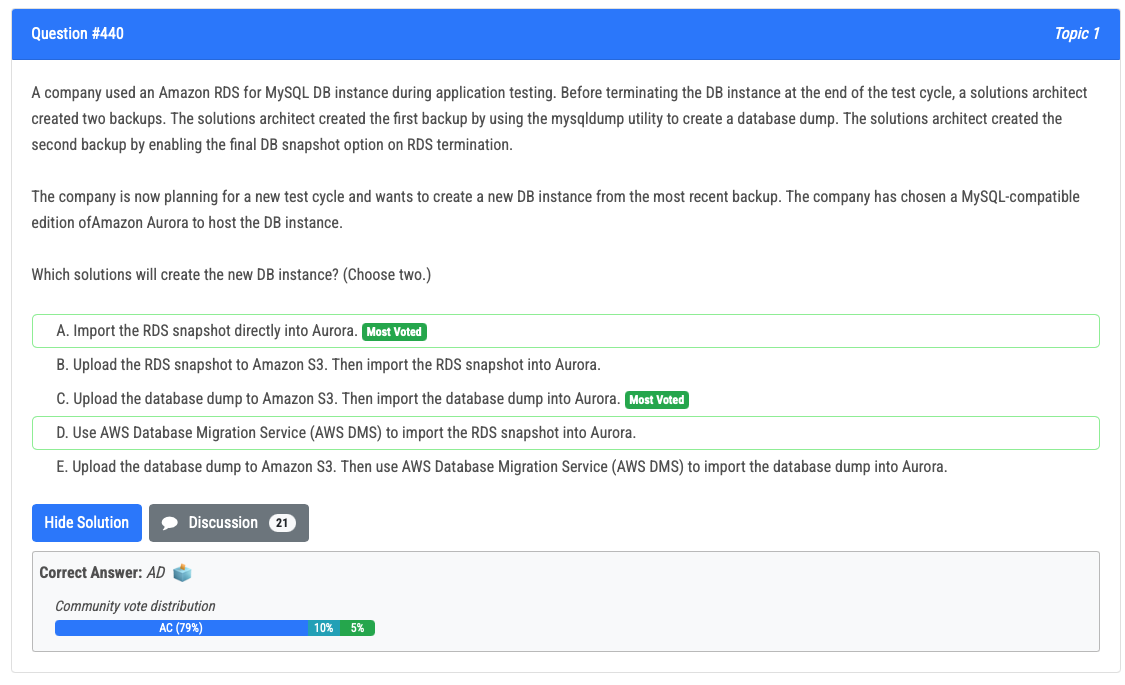 Question #440
Topic 1
A company used an Amazon RDS for MySQL DB instance during application testing. Before terminating the DB instance at the end of the test cycle, a solutions architect
created two backups. The solutions architect created the first backup by using the mysqldump utility to create a database dump. The solutions architect created the
second backup by enabling the final DB snapshot option on RDS termination.
The company is now planning for a new test cycle and wants to create a new DB instance from the most recent backup. The company has chosen a MySQL-compatible
edition ofAmazon Aurora to host the DB instance.
Which solutions will create the new DB instance? (Choose two.)
A. Import the RDS snapshot directly into Aurora. Most Voted
B. Upload the RDS snapshot to Amazon S3. Then import the RDS snapshot into Aurora.
C. Upload the database dump to Amazon S3. Then import the database dump into Aurora. Most Voted
D. Use AWS Database Migration Service (AWS DMS) to import the RDS snapshot into Aurora.
E. Upload the database dump to Amazon S3. Then use AWS Database Migration Service (AWS DMS) to import the database dump into Aurora.
Hide Solution
Discussion 21
Correct Answer: AD
Community vote distribution
AC (79%) 10% 5%